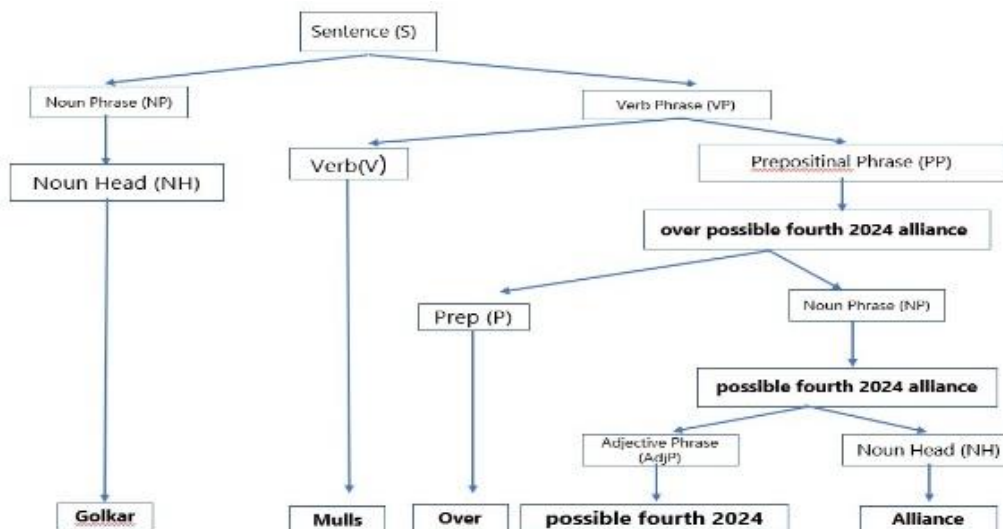 Sentence (S)
Noun Phrase (NP)
Verb Phrase (VP)
Verb(V)
Prepositinal Phrase (PP)
Noun Head (NH)
over possible fourth 2024 alliance
Prep (P)
Noun Phrase (NP)
possible fourth 2024 alliance
Adjective Phrase
(AdjP)
Noun Head (NH)
Golkar
Mulls
Over
possible fourth 2024
Alliance